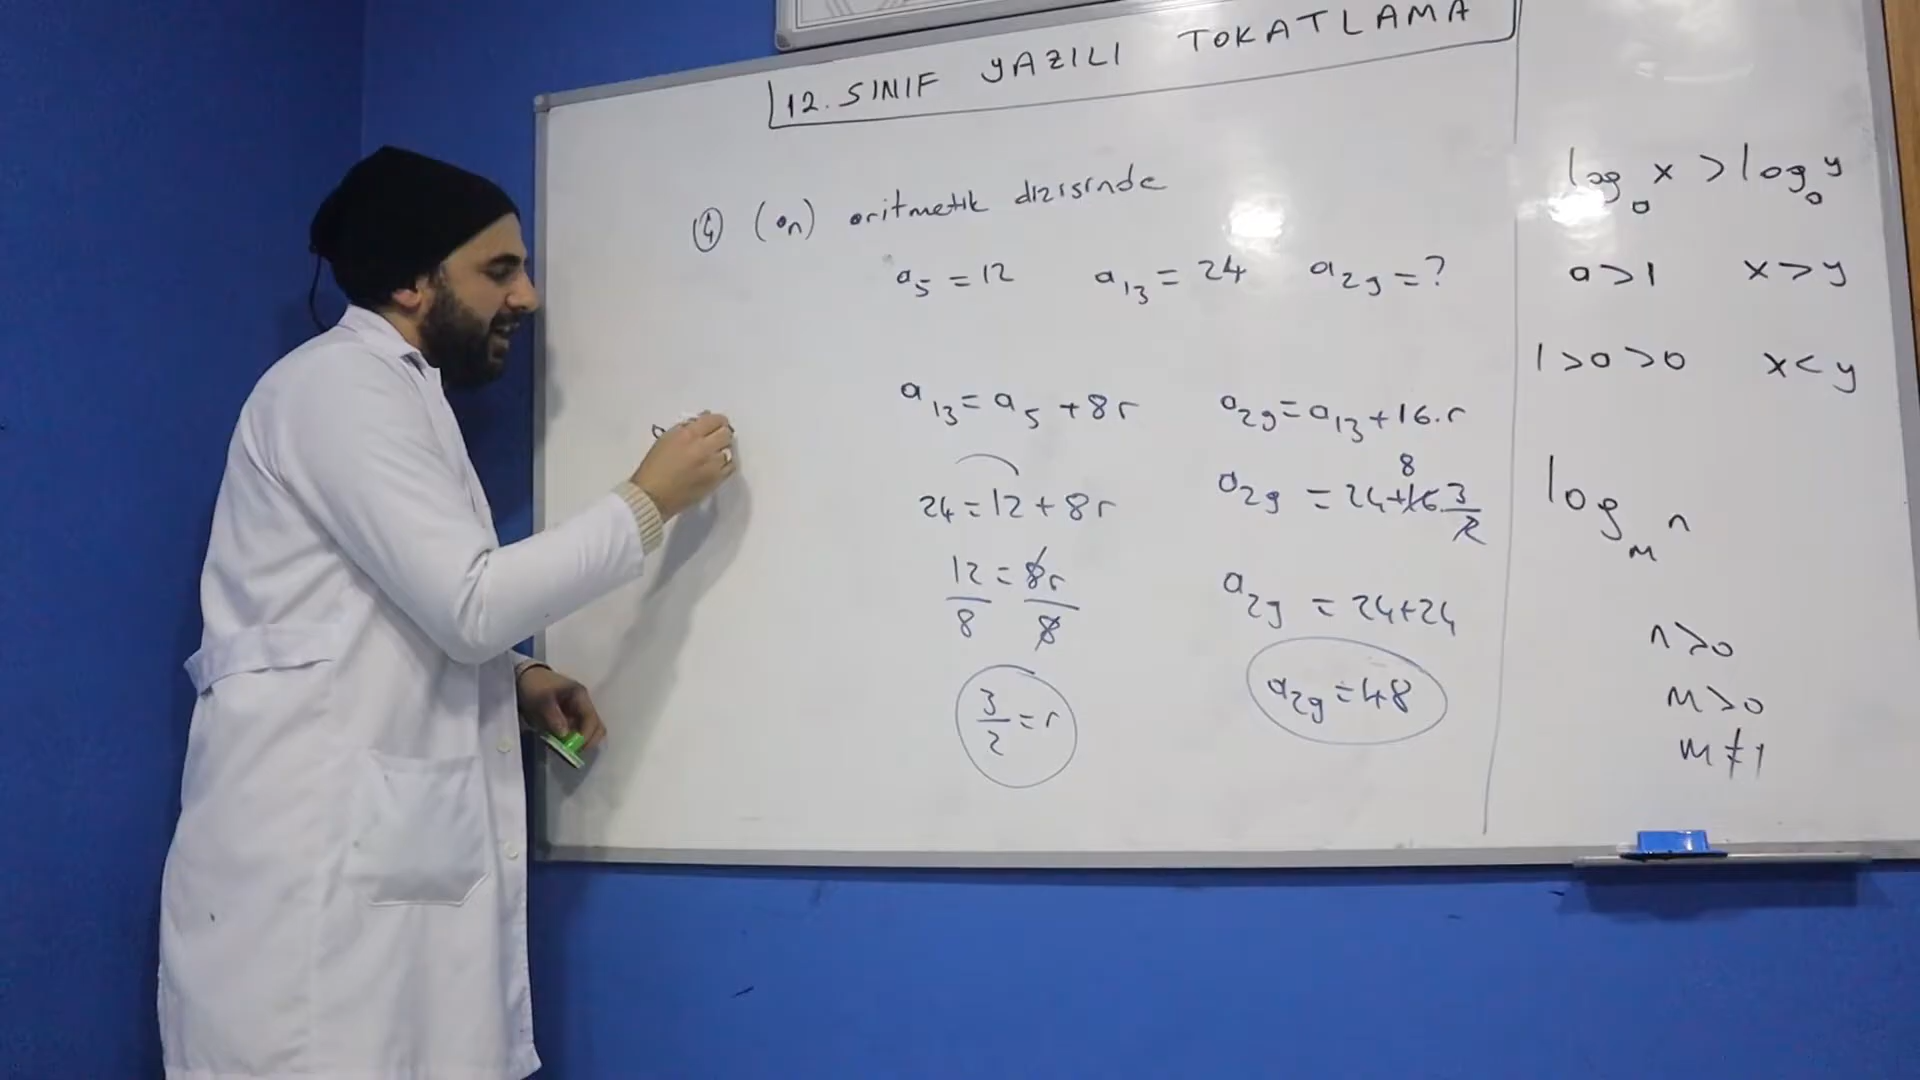 12. SINIF YAZILI TOKATLAMA
④ (aₙ) aritmetik dizisinde
a₅ = 12 a₁₃ = 24 a₂₉ = ?
a₁₃ = a₅ + 8r
24 = 12 + 8r
12/8 = 8r/8
3/2 = r
a₂₉ = a₁₃ + 16.r
8
a₂₉ = 24 + 16.3/2
a₂₉ = 24+24
a₂₉ = 48
logₐ x > logₐ y
a > 1 x > y
1 > a > 0 x < y
logₘ n
n > 0
m > 0
m ≠ 1